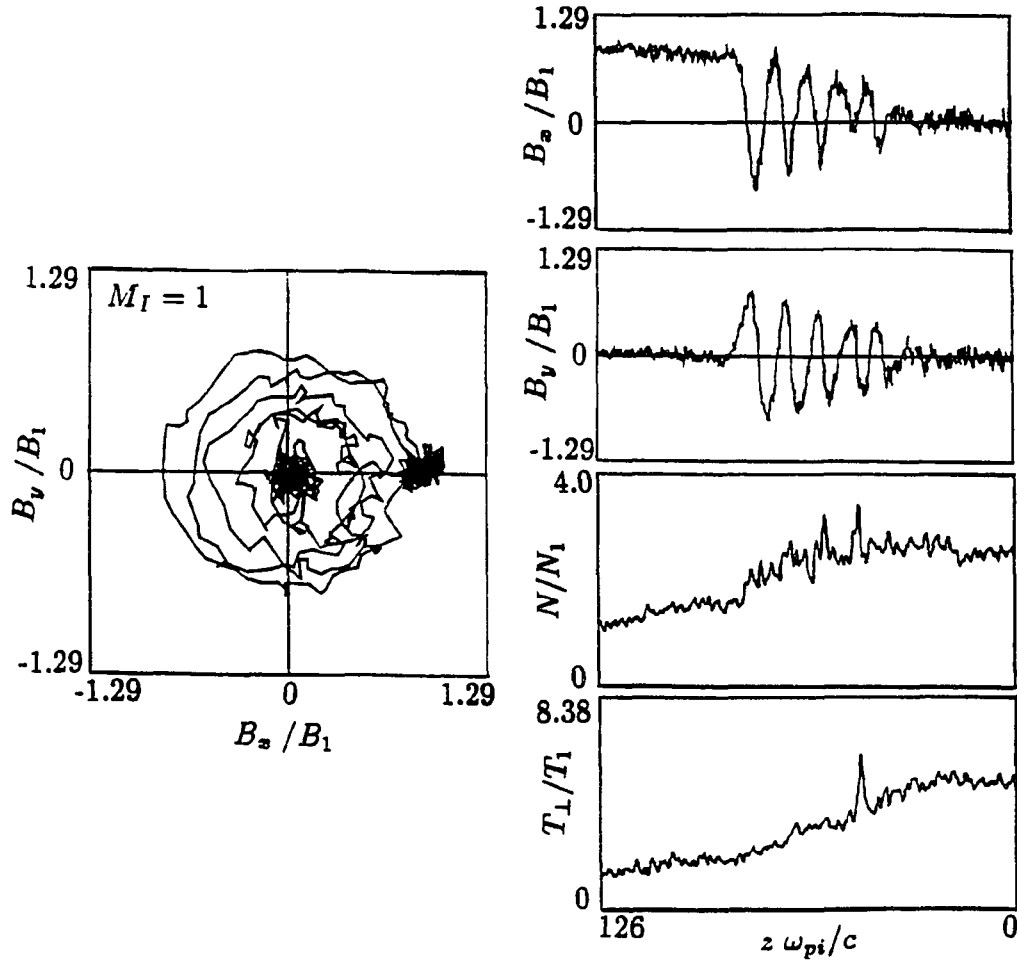 1.29
M_I = 1
B_y/B_1
0
-1.29
-1.29 0 1.29
B_x/B_1
1.29
B_x/B_1
0
-1.29
1.29
B_y/B_1
0
-1.29
4.0
N/N_1
0
8.38
T_⊥/T_1
0
126 0
z ω_pi/c